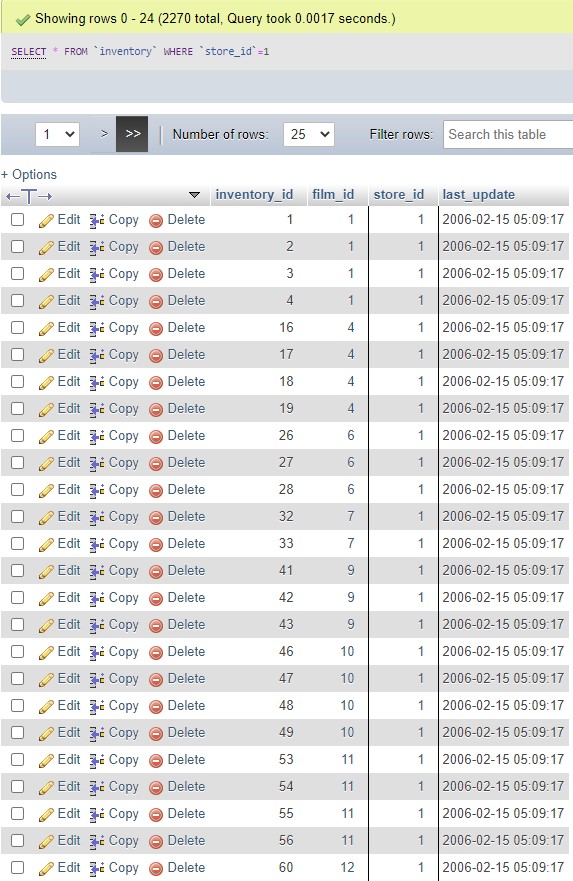 Showing rows 0 - 24 (2270 total, Query took 0.0017 seconds.)
SELECT * FROM `inventory` WHERE `store_id`=1
1 > >> Number of rows: 25 Filter rows: Search this table
+ Options
inventory_id film_id store_id last_update
Edit Copy Delete 1 1 1 2006-02-15 05:09:17
Edit Copy Delete 2 1 1 2006-02-15 05:09:17
Edit Copy Delete 3 1 1 2006-02-15 05:09:17
Edit Copy Delete 4 1 1 2006-02-15 05:09:17
Edit Copy Delete 16 4 1 2006-02-15 05:09:17
Edit Copy Delete 17 4 1 2006-02-15 05:09:17
Edit Copy Delete 18 4 1 2006-02-15 05:09:17
Edit Copy Delete 19 4 1 2006-02-15 05:09:17
Edit Copy Delete 26 6 1 2006-02-15 05:09:17
Edit Copy Delete 27 6 1 2006-02-15 05:09:17
Edit Copy Delete 28 6 1 2006-02-15 05:09:17
Edit Copy Delete 32 7 1 2006-02-15 05:09:17
Edit Copy Delete 33 7 1 2006-02-15 05:09:17
Edit Copy Delete 41 9 1 2006-02-15 05:09:17
Edit Copy Delete 42 9 1 2006-02-15 05:09:17
Edit Copy Delete 43 9 1 2006-02-15 05:09:17
Edit Copy Delete 46 10 1 2006-02-15 05:09:17
Edit Copy Delete 47 10 1 2006-02-15 05:09:17
Edit Copy Delete 48 10 1 2006-02-15 05:09:17
Edit Copy Delete 49 10 1 2006-02-15 05:09:17
Edit Copy Delete 53 11 1 2006-02-15 05:09:17
Edit Copy Delete 54 11 1 2006-02-15 05:09:17
Edit Copy Delete 55 11 1 2006-02-15 05:09:17
Edit Copy Delete 56 11 1 2006-02-15 05:09:17
Edit Copy Delete 60 12 1 2006-02-15 05:09:17